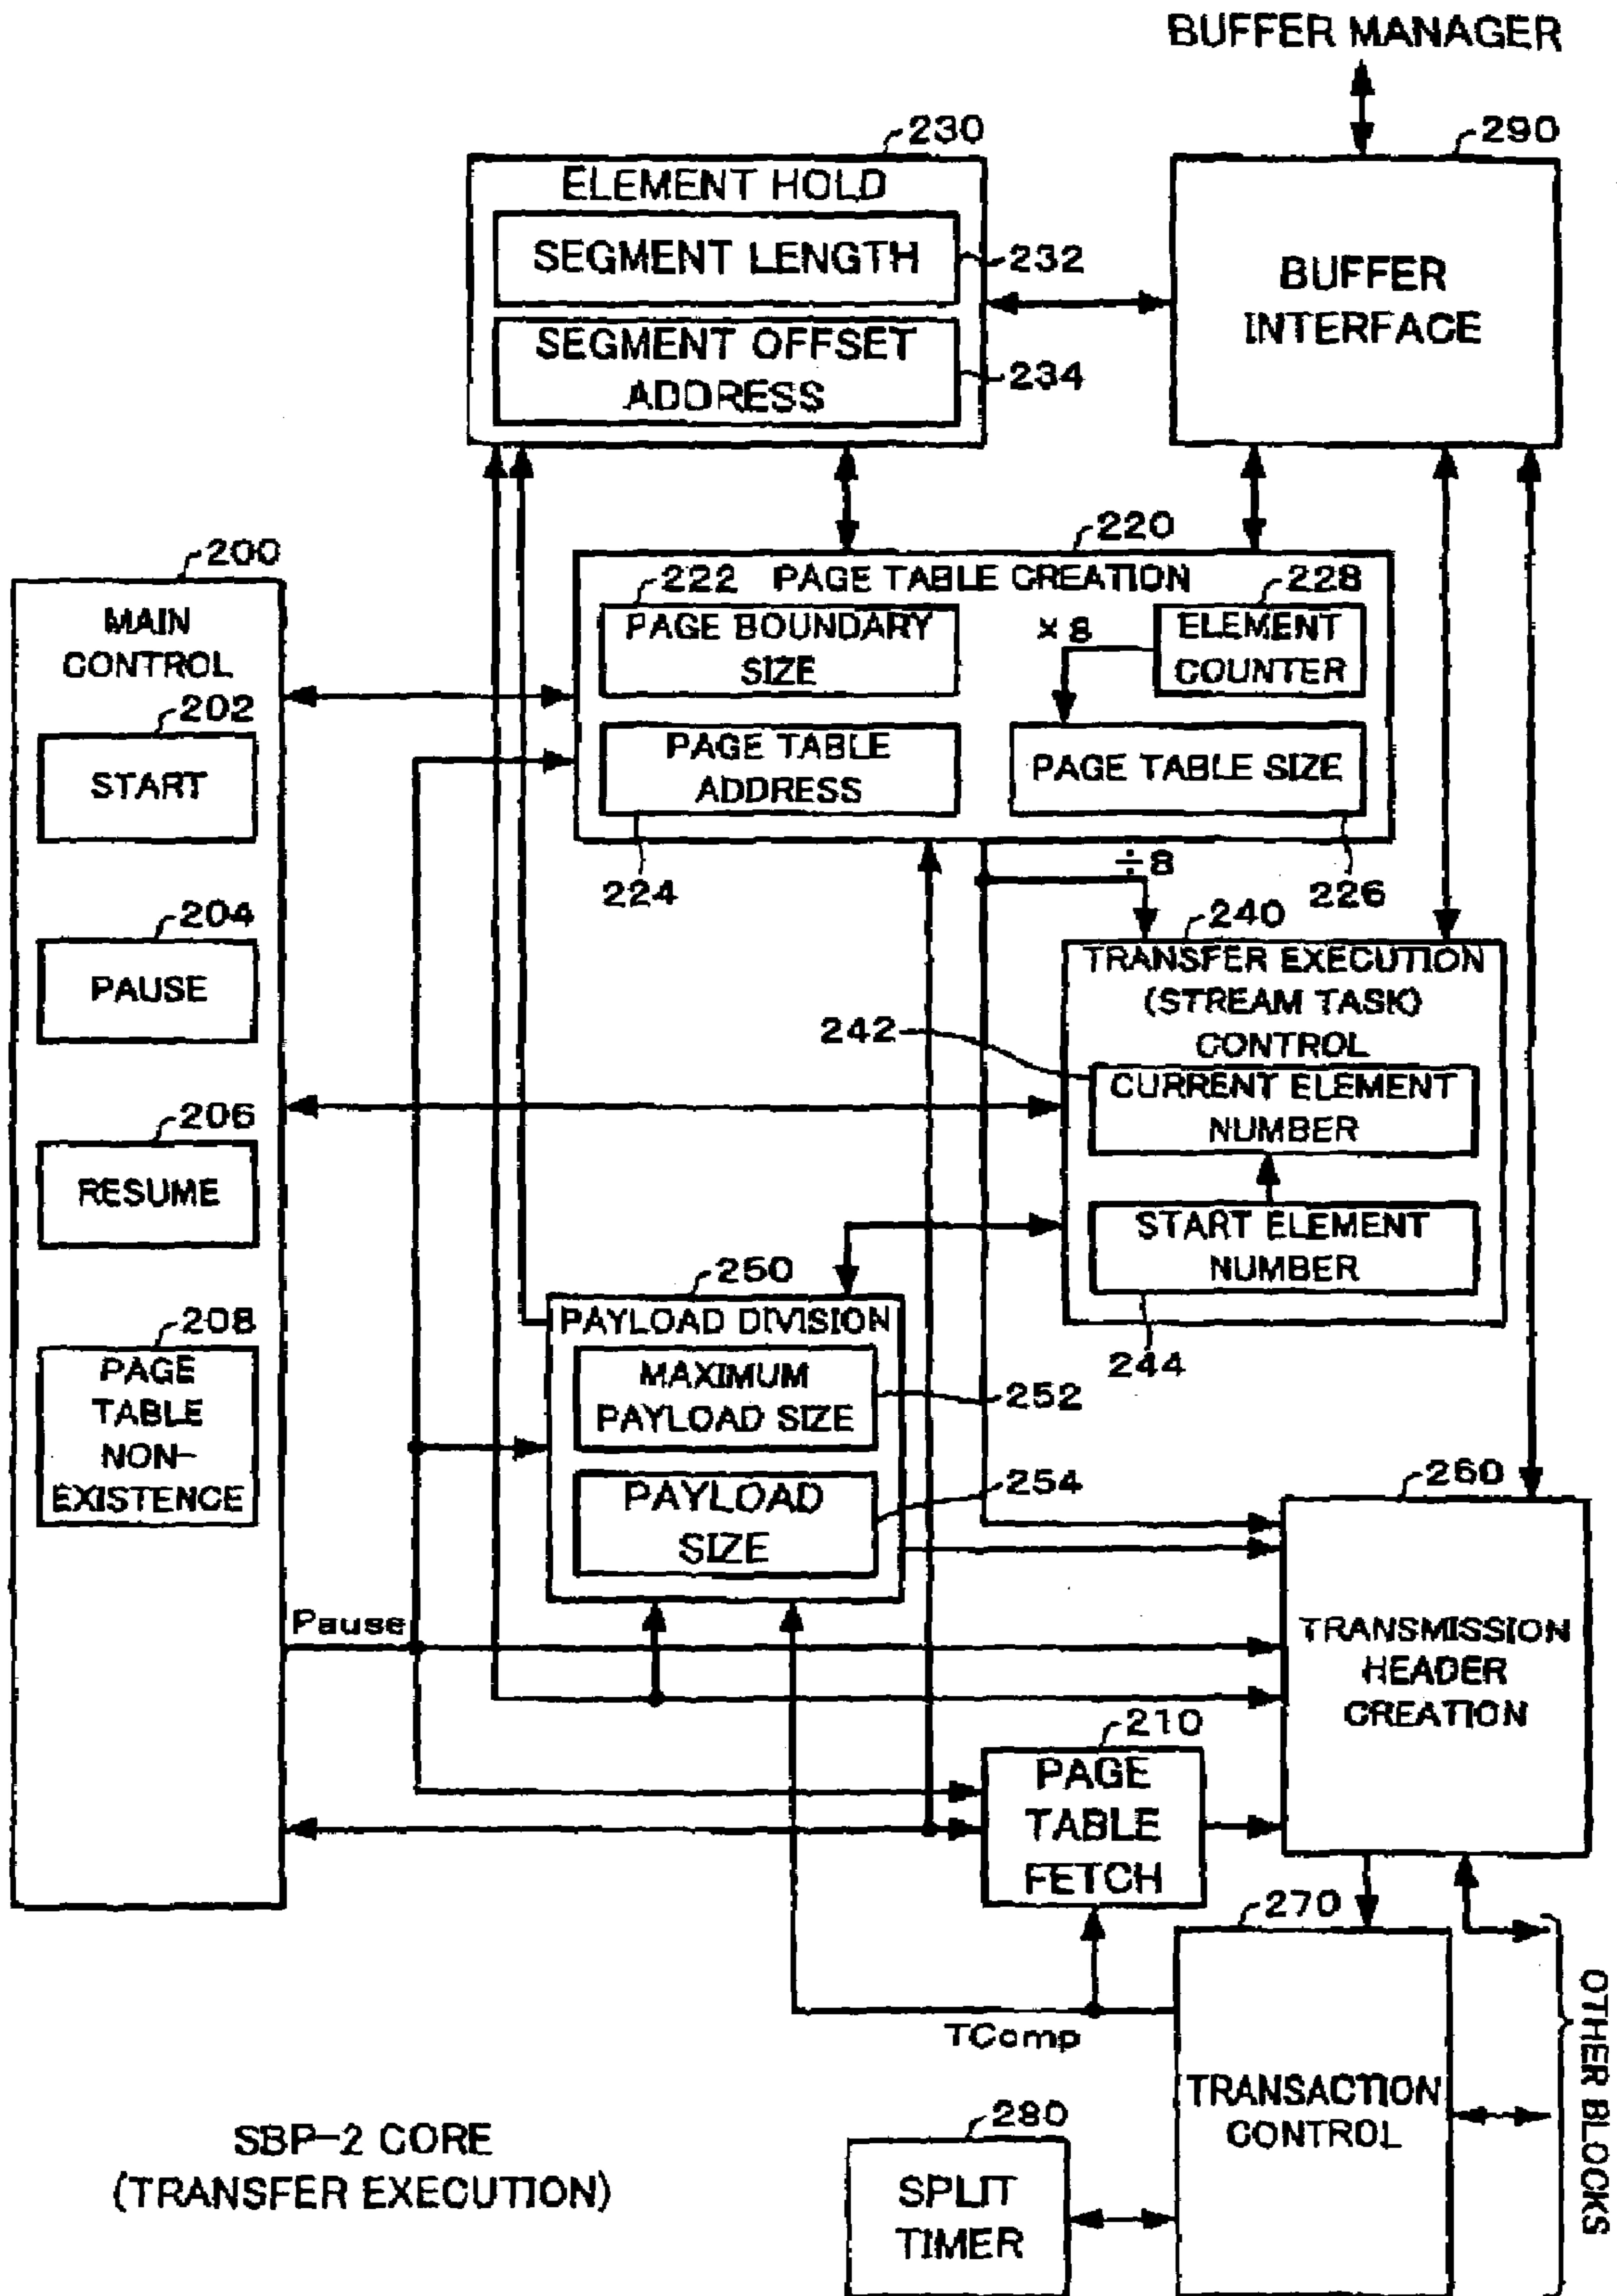 BUFFER MANAGER
230
290
ELEMENT HOLD
SEGMENT LENGTH
232
BUFFER
INTERFACE
SEGMENT OFFSET
ADDRESS
234
200
220
MAIN
CONTROL
222
PAGE TABLE CREATION
228
PAGE BOUNDARY
SIZE
×8
ELEMENT
COUNTER
202
START
PAGE TABLE
ADDRESS
PAGE TABLE SIZE
÷8
224
226
204
PAUSE
240
TRANSFER EXECUTION
(STREAM TASK)
CONTROL
242
CURRENT ELEMENT
NUMBER
206
RESUME
START ELEMENT
NUMBER
244
250
PAYLOAD DIVISION
MAXIMUM
PAYLOAD SIZE
252
208
PAGE
TABLE
NON-
EXISTENCE
PAYLOAD
SIZE
254
260
TRANSMISSION
HEADER
CREATION
Pause
210
PAGE
TABLE
FETCH
270
TComp
TRANSACTION
CONTROL
OTHER BLOCKS
280
SPLIT
TIMER
SBP-2 CORE
(TRANSFER EXECUTION)